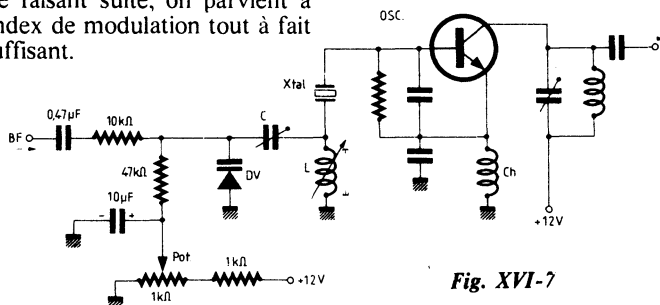 e faisant suite, on parvient à
ndex de modulation tout à fait
uffisant.
OSC.
Xtal
0,47µF
10kΩ
C
BF
47kΩ
DV
L
Ch
10µF
- +
Pot
1kΩ
+12V
1kΩ
+12V
Fig. XVI-7